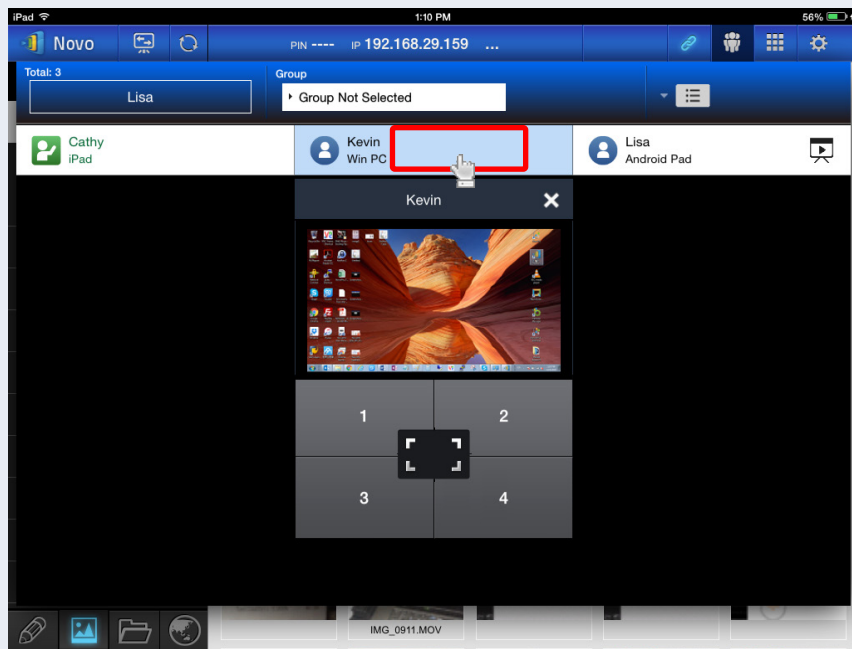 iPad 1:10 PM 56%
Novo PIN ---- IP 192.168.29.159 ...
Total: 3 Group
Lisa Group Not Selected
Cathy Kevin Lisa
iPad Win PC Android Pad
Kevin
1 2
3 4
IMG_0911.MOV